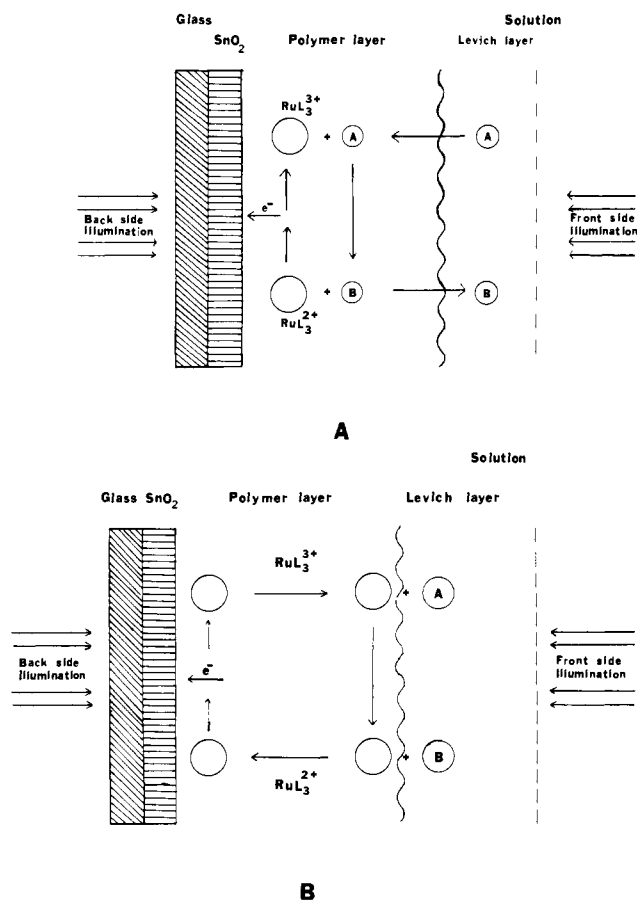 Glass
SnO2
Polymer layer
Solution
Levich layer
RuL3 3+
+ A
A
Back side
Illumination
e−
Front side
Illumination
+ B
B
RuL3 2+
A
Solution
Glass SnO2
Polymer layer
Levich layer
RuL3 3+
+ A
Back side
Illumination
e−
Front side
Illumination
+ B
RuL3 2+
B